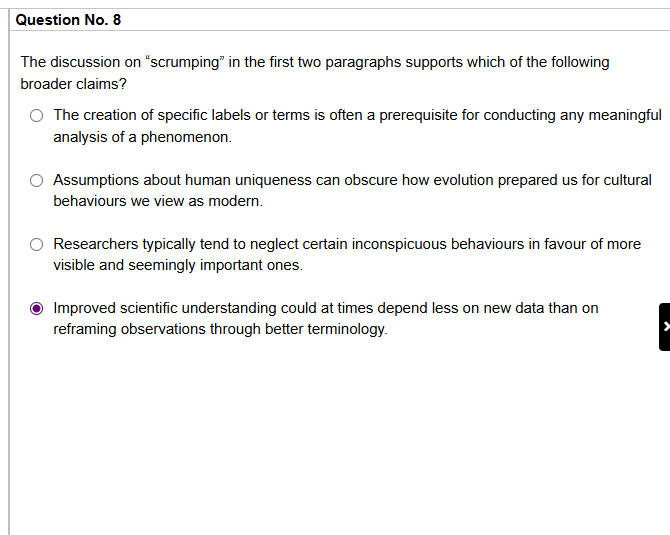 Question No. 8
The discussion on “scrumping” in the first two paragraphs supports which of the following
broader claims?
The creation of specific labels or terms is often a prerequisite for conducting any meaningful
analysis of a phenomenon.
Assumptions about human uniqueness can obscure how evolution prepared us for cultural
behaviours we view as modern.
Researchers typically tend to neglect certain inconspicuous behaviours in favour of more
visible and seemingly important ones.
Improved scientific understanding could at times depend less on new data than on
reframing observations through better terminology.